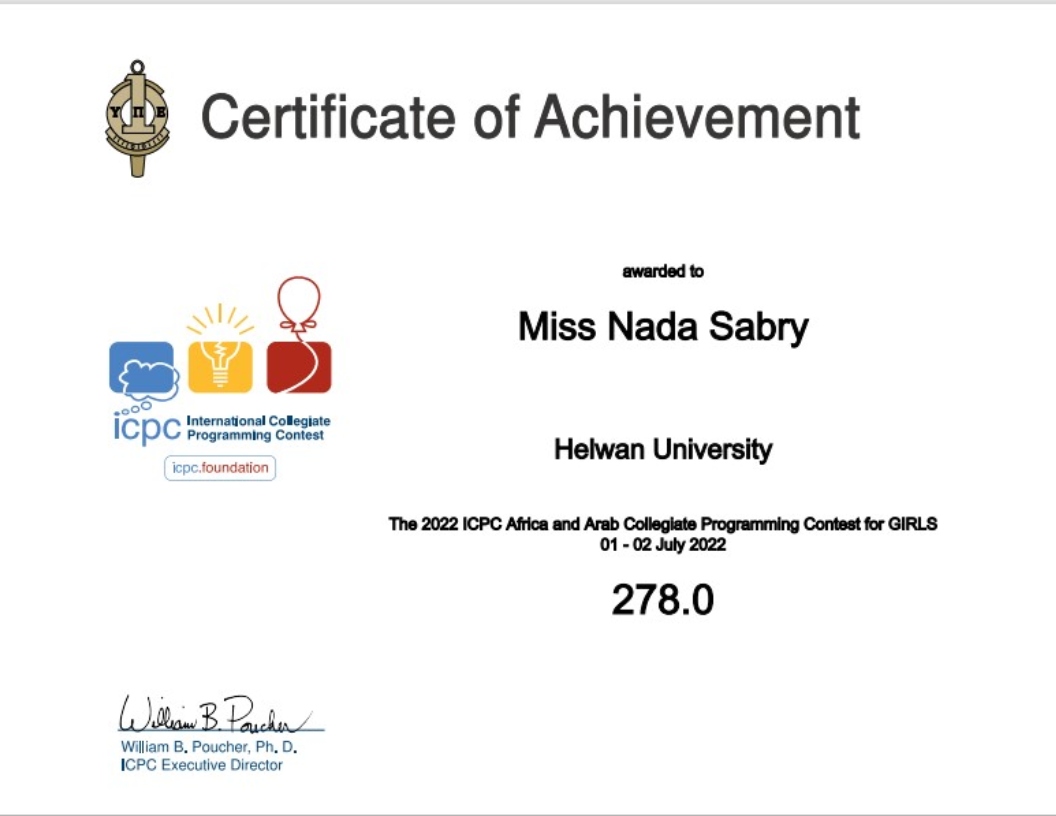 Υ Π Ε
Certificate of Achievement
awarded to
Miss Nada Sabry
icpc International Collegiate
Programming Contest
icpc.foundation
Helwan University
The 2022 ICPC Africa and Arab Collegiate Programming Contest for GIRLS
01 - 02 July 2022
278.0
William B. Poucher
William B. Poucher, Ph. D.
ICPC Executive Director